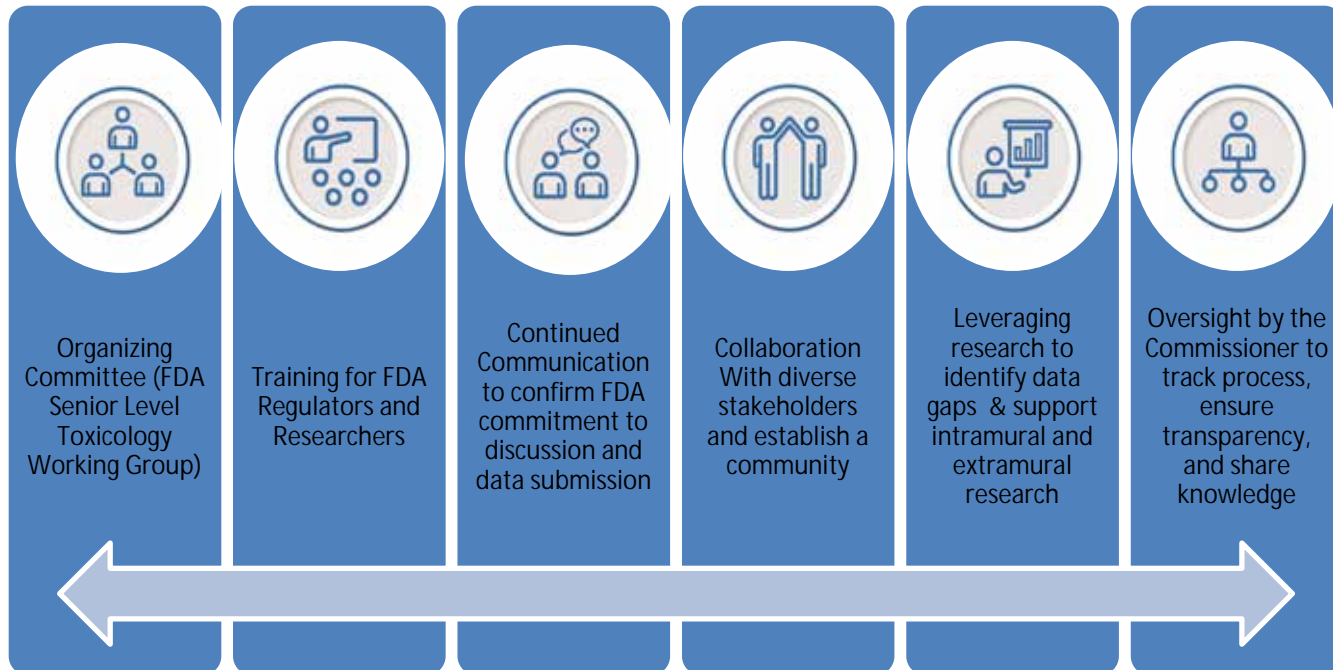 Organizing
Committee (FDA
Senior Level
Toxicology
Working Group)
Training for FDA
Regulators and
Researchers
Continued
Communication
to confirm FDA
commitment to
discussion and
data submission
Collaboration
With diverse
stakeholders
and establish a
community
Leveraging
research to
identify data
gaps & support
intramural and
extramural
research
Oversight by the
Commissioner to
track process,
ensure
transparency,
and share
knowledge